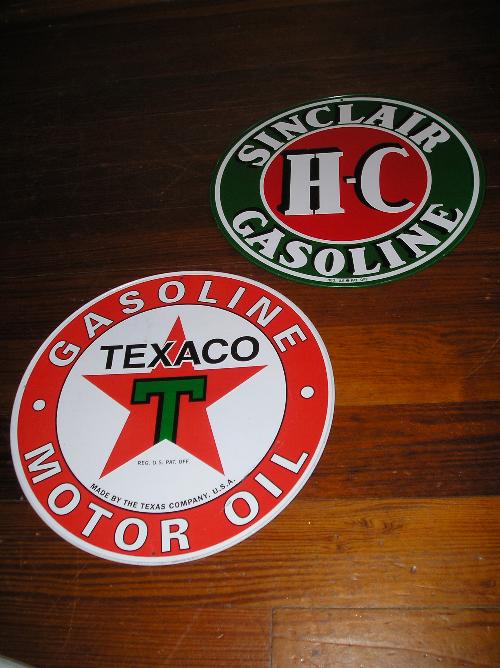 SINCLAIR
H-C
GASOLINE
GASOLINE
TEXACO
T
REG. U.S. PAT. OFF.
MADE BY THE TEXAS COMPANY, U.S.A.
MOTOR OIL